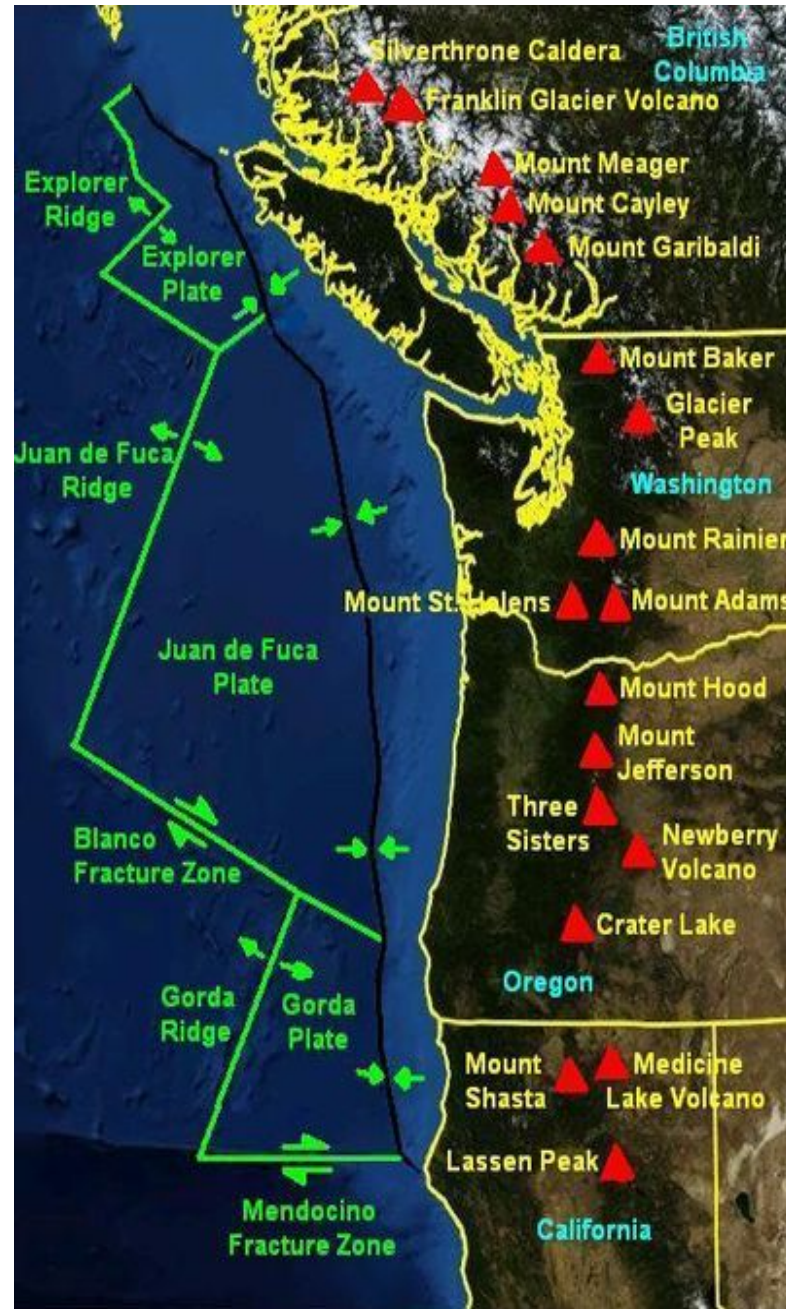 Silverthrone Caldera
British
Columbia
Franklin Glacier Volcano
Mount Meager
Explorer
Ridge
Mount Cayley
Explorer
Plate
Mount Garibaldi
Mount Baker
Glacier
Peak
Juan de Fuca
Ridge
Washington
Mount Rainier
Mount St. Helens
Mount Adams
Juan de Fuca
Plate
Mount Hood
Mount
Jefferson
Three
Sisters
Blanco
Fracture Zone
Newberry
Volcano
Crater Lake
Oregon
Gorda
Ridge
Gorda
Plate
Mount
Shasta
Medicine
Lake Volcano
Lassen Peak
Mendocino
Fracture Zone
California